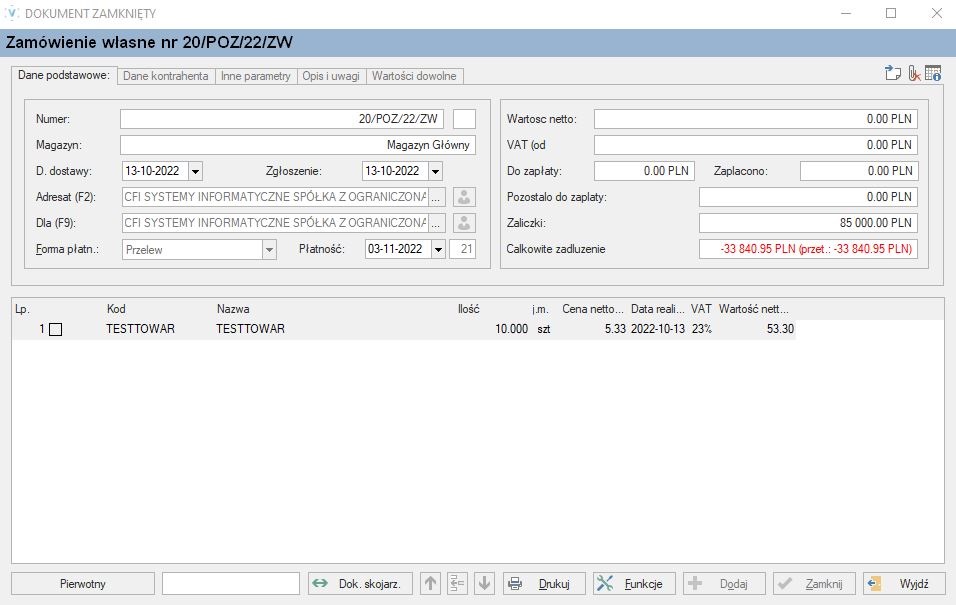 DOKUMENT ZAMKNIĘTY
Zamówienie własne nr 20/POZ/22/ZW
Dane podstawowe: Dane kontrahenta Inne parametry Opis i uwagi Wartości dowolne
Numer: 20/POZ/22/ZW
Magazyn: Magazyn Główny
D. dostawy: 13-10-2022 Zgłoszenie: 13-10-2022
Adresat (F2): CFI SYSTEMY INFORMATYCZNE SPÓŁKA Z OGRANICZONĄ ...
Dla (F9): CFI SYSTEMY INFORMATYCZNE SPÓŁKA Z OGRANICZONĄ ...
Forma płatn.: Przelew Płatność: 03-11-2022 21
Wartosc netto: 0.00 PLN
VAT (od 0.00 PLN
Do zapłaty: 0.00 PLN Zaplacono: 0.00 PLN
Pozostalo do zaplaty: 0.00 PLN
Zaliczki: 85 000.00 PLN
Calkowite zadluzenie -33 840.95 PLN (przet.: -33 840.95 PLN)
Lp. Kod Nazwa Ilość j.m. Cena netto... Data reali... VAT Wartość nett...
1 TESTTOWAR TESTTOWAR 10.000 szt 5.33 2022-10-13 23% 53.30
Pierwotny Dok. skojarz. Drukuj Funkcje Dodaj Zamknij Wyjdź